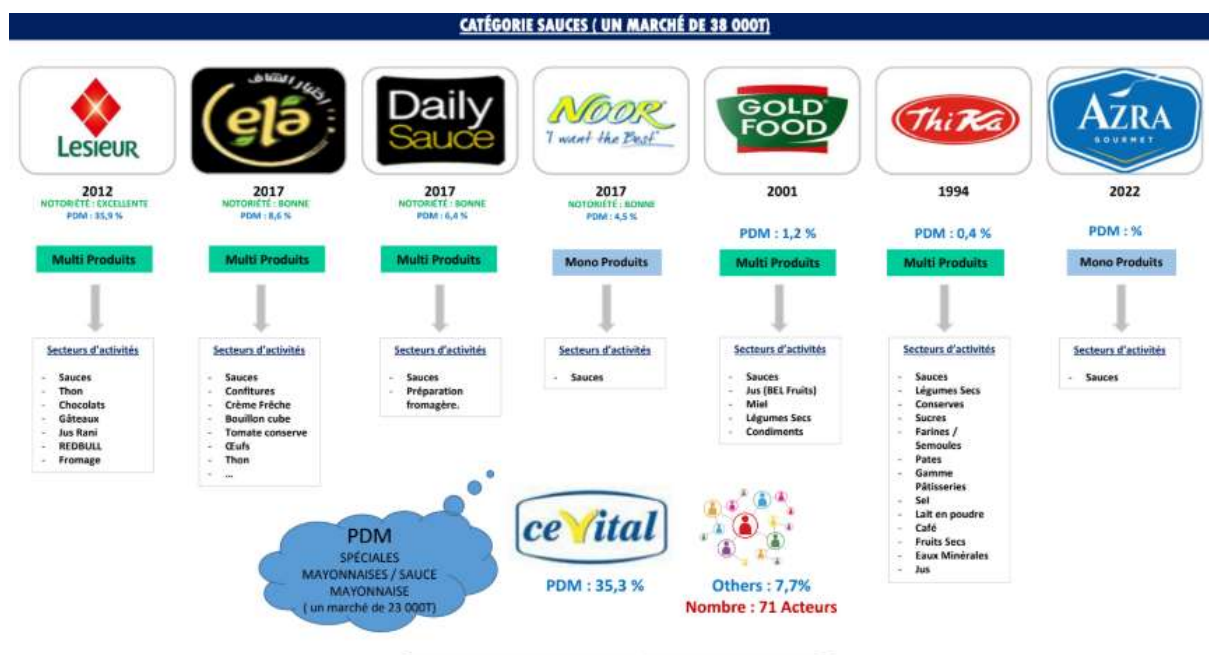 CATÉGORIE SAUCES ( UN MARCHÉ DE 38 000T)
LESIEUR
2012
NOTORIÉTÉ : EXCELLENTE
PDM : 35,9 %
Multi Produits
Secteurs d'activités
- Sauces
- Thon
- Chocolats
- Gâteaux
- Jus Rani
- REDBULL
- Fromage
ela
2017
NOTORIÉTÉ : BONNE
PDM : 8,6 %
Multi Produits
Secteurs d'activités
- Sauces
- Confitures
- Crème Frêche
- Bouillon cube
- Tomate conserve
- Œufs
- Thon
- ...
Daily
Sauce
2017
NOTORIÉTÉ : BONNE
PDM : 6,4 %
Multi Produits
Secteurs d'activités
- Sauces
- Préparation
fromagère.
NOOR
"I want the Best"
2017
NOTORIÉTÉ : BONNE
PDM : 4,5 %
Mono Produits
Secteurs d'activités
- Sauces
GOLD
FOOD
2001
PDM : 1,2 %
Multi Produits
Secteurs d'activités
- Sauces
- Jus (BEL Fruits)
- Miel
- Légumes Secs
- Condiments
Thika
1994
PDM : 0,4 %
Multi Produits
Secteurs d'activités
- Sauces
- Légumes Secs
- Conserves
- Sucres
- Farines /
Semoules
- Pates
- Gamme
Pâtisseries
- Sel
- Lait en poudre
- Café
- Fruits Secs
- Eaux Minérales
- Jus
AZRA
GOURMET
2022
PDM : %
Mono Produits
Secteurs d'activités
- Sauces
PDM
SPÉCIALES
MAYONNAISES / SAUCE
MAYONNAISE
( un marché de 23 000T)
ceVital
PDM : 35,3 %
Others : 7,7%
Nombre : 71 Acteurs